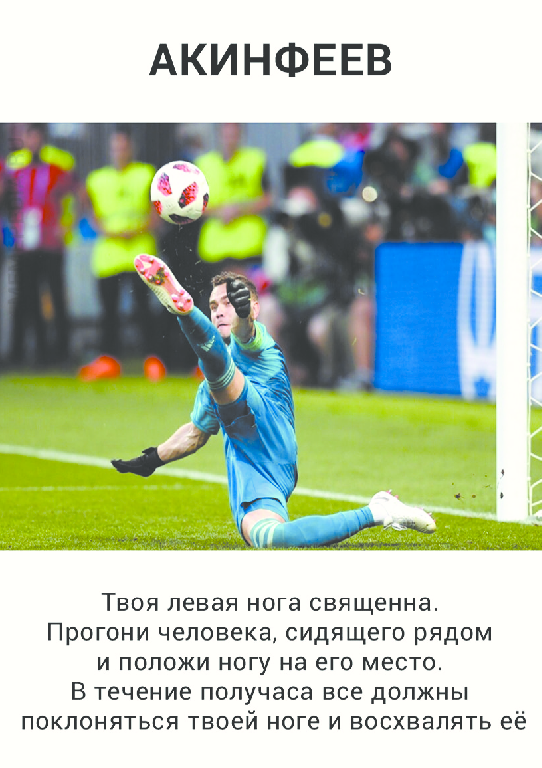 АКИНФЕЕВ
Твоя левая нога священна.
Прогони человека, сидящего рядом
и положи ногу на его место.
В течение получаса все должны
поклоняться твоей ноге и восхвалять её